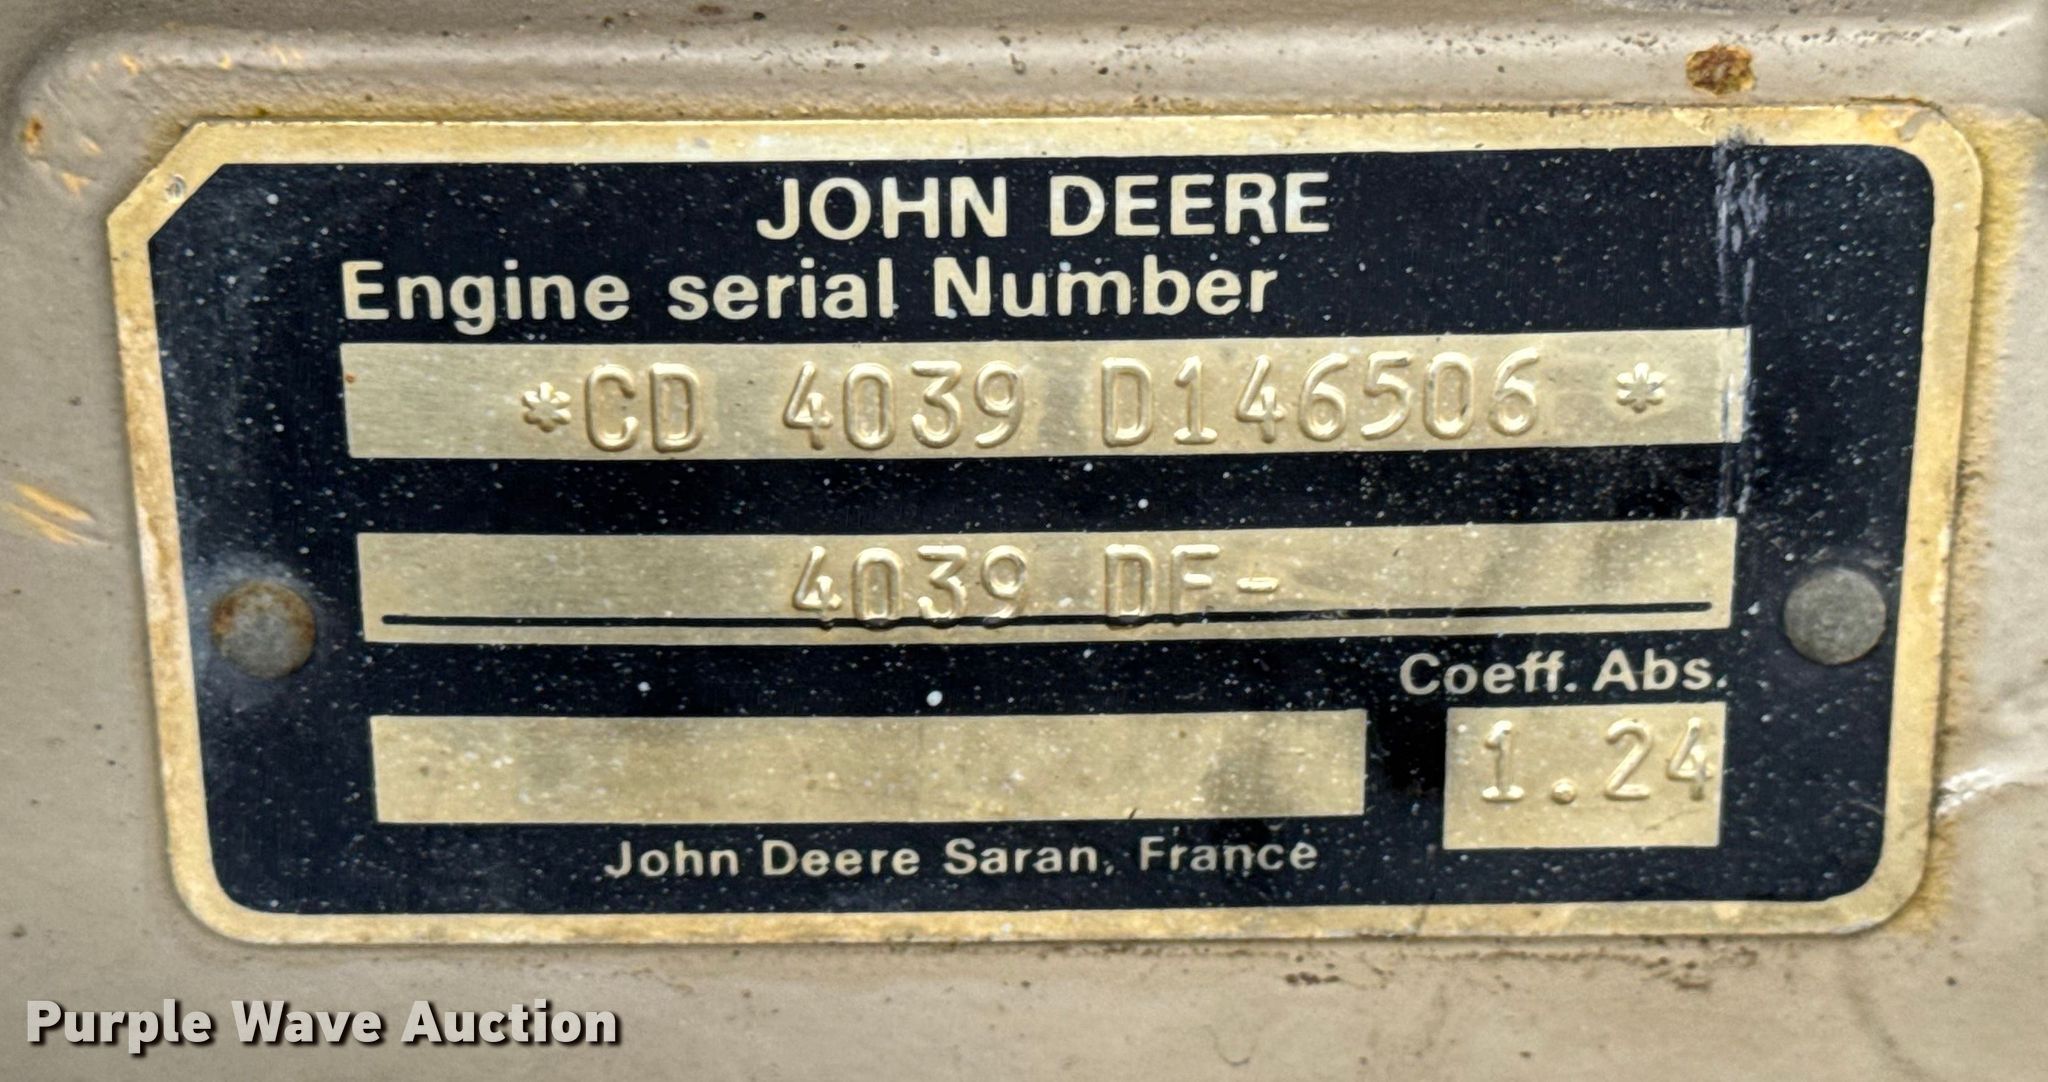 JOHN DEERE
Engine serial Number
*CD 4039 D146506 *
4039 DF-
Coeff. Abs.
1.24
John Deere Saran, France
Purple Wave Auction